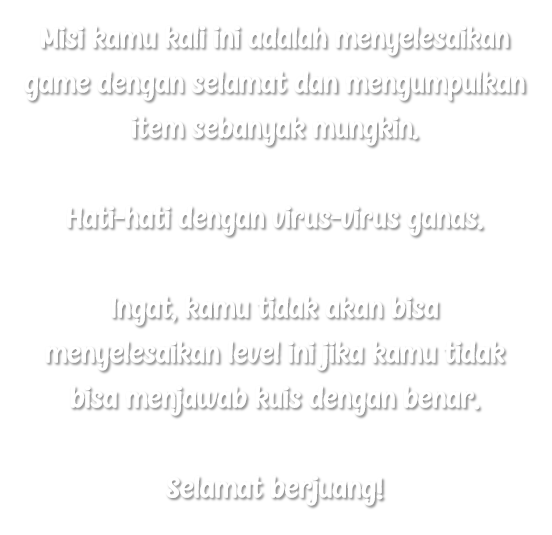 Misi kamu kali ini adalah menyelesaikan
game dengan selamat dan mengumpulkan
item sebanyak mungkin.
Hati-hati dengan virus-virus ganas.
Ingat, kamu tidak akan bisa
menyelesaikan level ini jika kamu tidak
bisa menjawab kuis dengan benar.
Selamat berjuang!